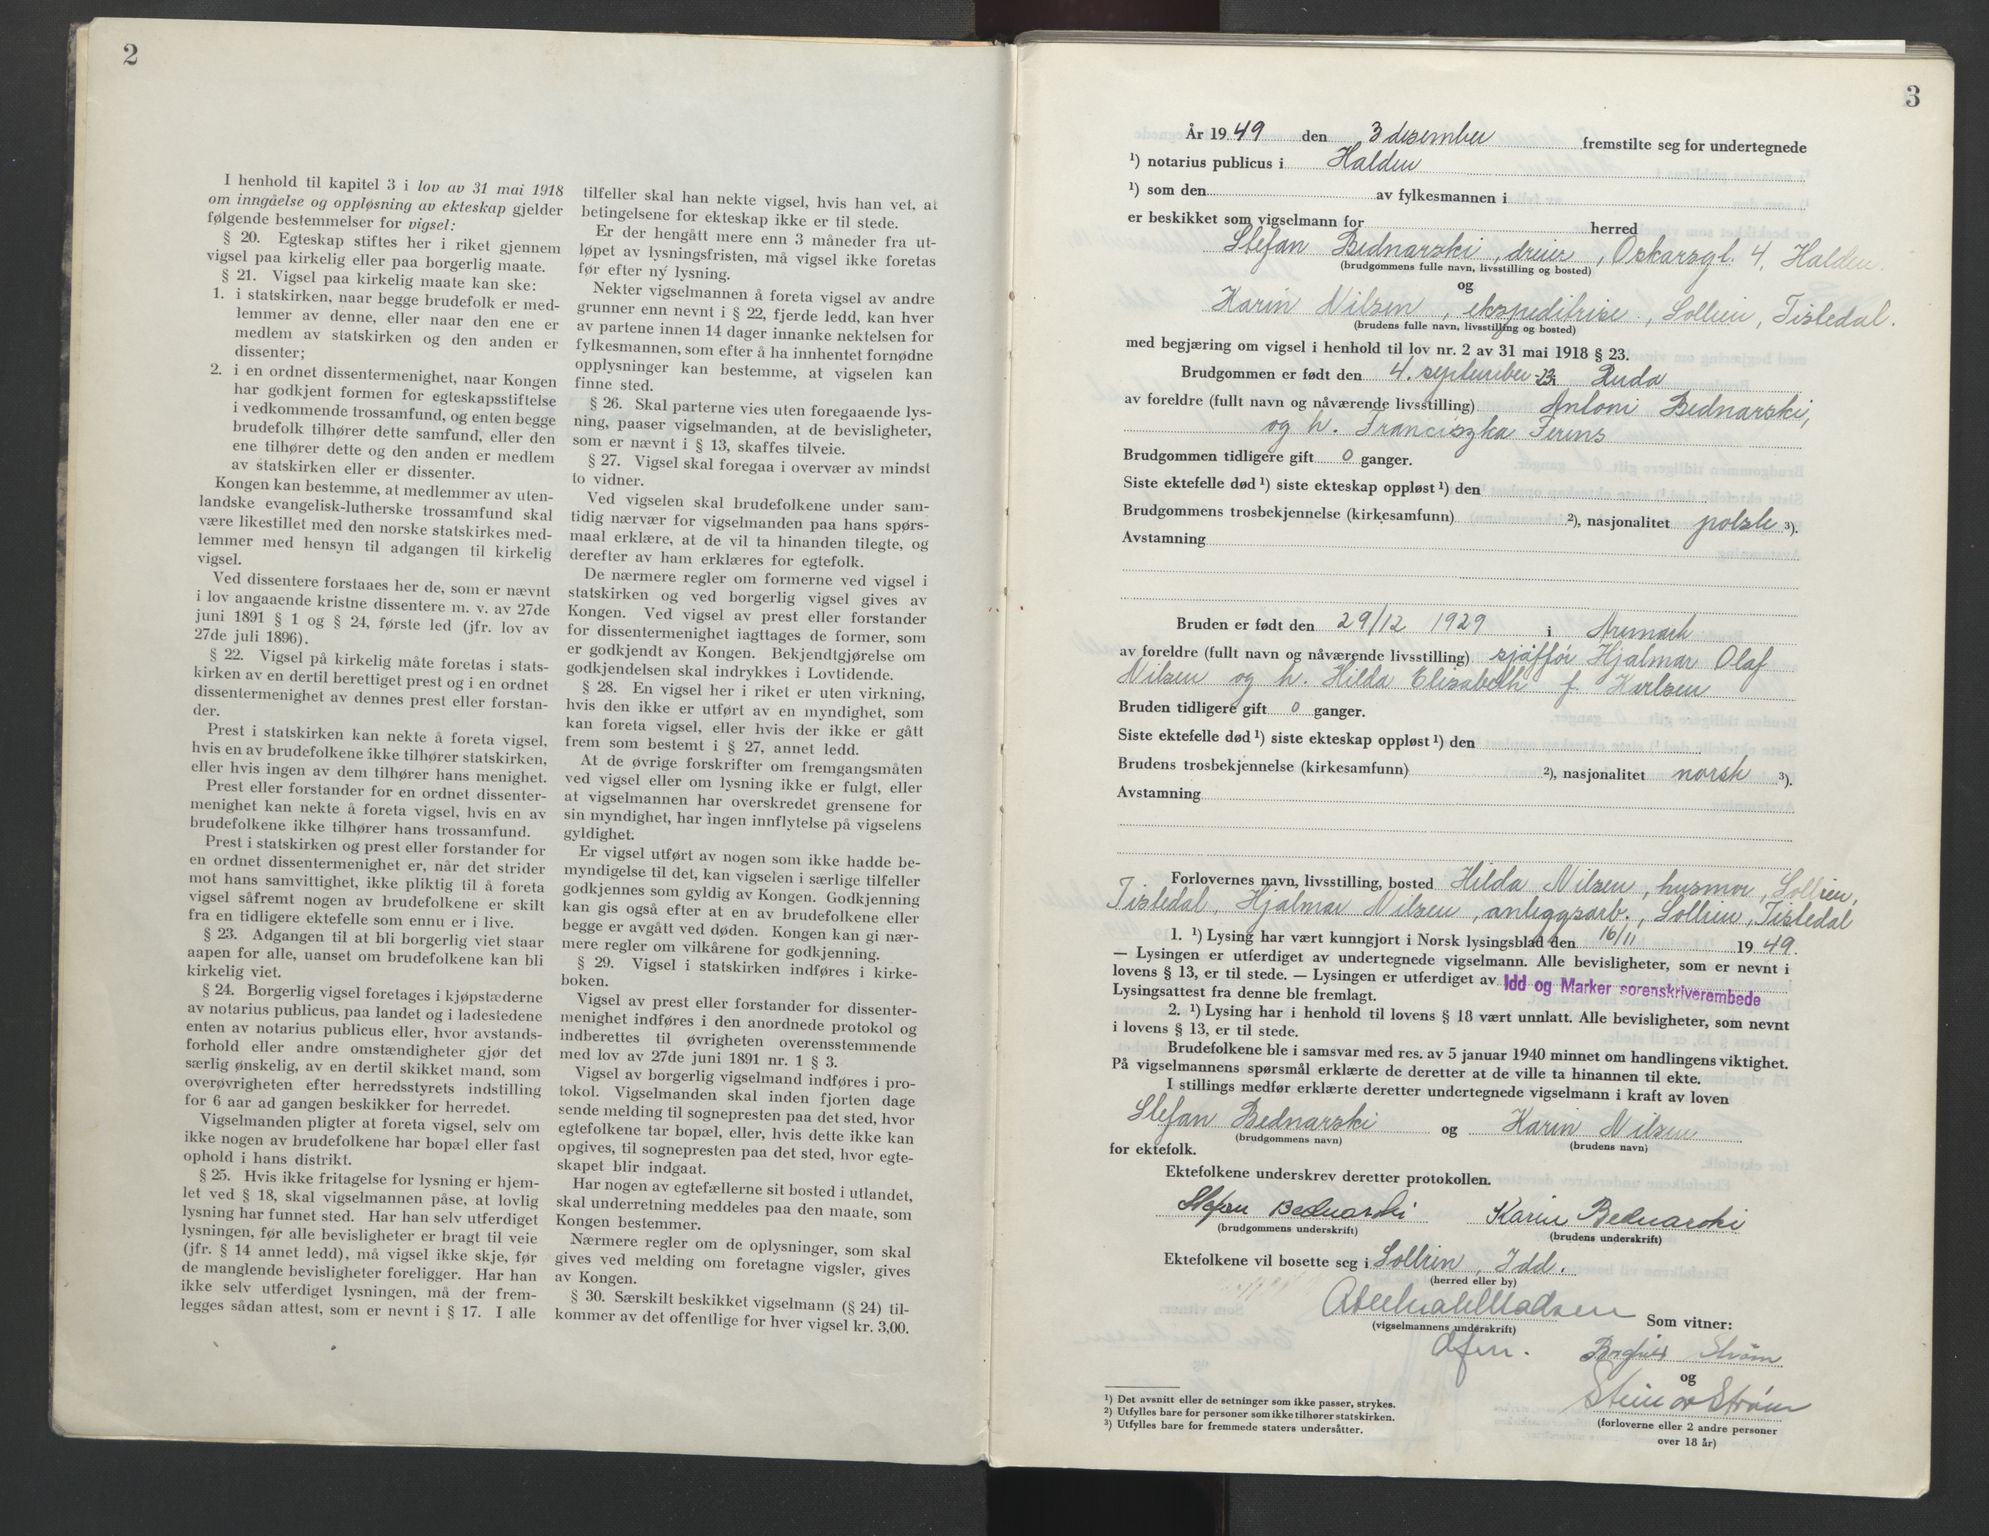 2
I henhold til kapitel 3 i lov av 31 mai 1918
om inngåelse og oppløsning av ekteskap gjelder
følgende bestemmelser for vigsel:
§ 20. Egteskap stiftes her i riket gjennem
vigsel paa kirkelig eller paa borgerlig maate.
§ 21. Vigsel paa kirkelig maate kan ske:
1. i statskirken, naar begge brudefolk er med-
lemmer av denne, eller naar den ene er
medlem av statskirken og den anden er
dissenter;
2. i en ordnet dissentermenighet, naar Kongen
har godkjent formen for egteskapsstiftelse
i vedkommende trossamfund, og enten begge
brudefolk tilhører dette samfund, eller den
ene tilhører dette og den anden er medlem
av statskirken eller er dissenter.
Kongen kan bestemme, at medlemmer av uten-
landske evangelisk-lutherske trossamfund skal
være likestillet med den norske statskirkes med-
lemmer med hensyn til adgangen til kirkelig
vigsel.
Ved dissentere forstaaes her de, som er nævnt
i lov angaaende kristne dissentere m. v. av 27de
juni 1891 § 1 og § 24, første led (jfr. lov av
27de juli 1896).
§ 22. Vigsel på kirkelig måte foretas i stats-
kirken av en dertil berettiget prest og i en ordnet
dissentermenighet av dennes prest eller forstan-
der.
Prest i statskirken kan nekte å foreta vigsel,
hvis en av brudefolkene ikke tilhører statskirken,
eller hvis ingen av dem tilhører hans menighet.
Prest eller forstander for en ordnet dissenter-
menighet kan nekte å foreta vigsel, hvis en av
brudefolkene ikke tilhører hans trossamfund.
Prest i statskirken og prest eller forstander for
en ordnet dissentermenighet er, når det strider
mot hans samvittighet, ikke pliktig til å foreta
vigsel såfremt nogen av brudefolkene er skilt
fra en tidligere ektefelle som ennu er i live.
§ 23. Adgangen til at bli borgerlig viet staar
aapen for alle, uanset om brudefolkene kan bli
kirkelig viet.
§ 24. Borgerlig vigsel foretages i kjøpstæderne
av notarius publicus, paa landet og i ladestedene
enten av notarius publicus eller, hvor avstands-
forhold eller andre omstændigheter gjør det
særlig ønskelig, av en dertil skikket mand, som
overøvrigheten efter herredsstyrets indstilling
for 6 aar ad gangen beskikker for herredet.
Vigselmanden pligter at foreta vigsel, selv om
ikke nogen av brudefolkene har bopæl eller fast
ophold i hans distrikt.
§ 25. Hvis ikke fritagelse for lysning er hjem-
let ved § 18, skal vigselmannen påse, at lovlig
lysning har funnet sted. Har han selv utferdiget
lysningen, før alle bevisligheter er bragt til veie
(jfr. § 14 annet ledd), må vigsel ikke skje, før
de manglende bevisligheter foreligger. Har han
ikke selv utferdiget lysningen, må der frem-
legges sådan attest, som er nevnt i § 17. I alle
tilfeller skal han nekte vigsel, hvis han vet, at
betingelsene for ekteskap ikke er til stede.
Er der hengått mere enn 3 måneder fra ut-
løpet av lysningsfristen, må vigsel ikke foretas
før efter ny lysning.
Nekter vigselmannen å foreta vigsel av andre
grunner enn nevnt i § 22, fjerde ledd, kan hver
av partene innen 14 dager innanke nektelsen for
fylkesmannen, som efter å ha innhentet fornødne
opplysninger kan bestemme, at vigselen kan
finne sted.
§ 26. Skal parterne vies uten foregaaende lys-
ning, paaser vigselmanden, at de bevisligheter,
som er nævnt i § 13, skaffes tilveie.
§ 27. Vigsel skal foregaa i overvær av mindst
to vidner.
Ved vigselen skal brudefolkene under sam-
tidig nærvær for vigselmanden paa hans spørs-
maal erklære, at de vil ta hinanden tilegte, og
derefter av ham erklæres for egtefolk.
De nærmere regler om formerne ved vigsel i
statskirken og ved borgerlig vigsel gives av
Kongen. Ved vigsel av prest eller forstander
for dissentermenighet iagttages de former, som
er godkjendt av Kongen. Bekjendtgjørelse om
godkjendelsen skal indrykkes i Lovtidende.
§ 28. En vigsel her i riket er uten virkning,
hvis den ikke er utført av en myndighet, som
kan foreta vigsel, eller hvis der ikke er gått
frem som bestemt i § 27, annet ledd.
At de øvrige forskrifter om fremgangsmåten
ved vigsel eller om lysning ikke er fulgt, eller
at vigselmannen har overskredet grensene for
sin myndighet, har ingen innflytelse på vigselens
gyldighet.
Er vigsel utført av nogen som ikke hadde be-
myndigelse til det, kan vigselen i særlige tilfeller
godkjennes som gyldig av Kongen. Godkjenning
kan gis også efter at en av brudefolkene eller
begge er avgått ved døden. Kongen kan gi nær-
mere regler om vilkårene for godkjenning.
§ 29. Vigsel i statskirken indføres i kirke-
boken.
Vigsel av prest eller forstander for dissenter-
menighet indføres i den anordnede protokol og
indberettes til øvrigheten overensstemmende
med lov av 27de juni 1891 nr. 1 § 3.
Vigsel av borgerlig vigselmand indføres i pro-
tokol. Vigselmanden skal inden fjorten dage
sende melding til sognepresten paa det sted, hvor
egtefolkene tar bopæl, eller, hvis dette ikke kan
opgives, til sognepresten paa det sted, hvor egte-
skapet blir indgaat.
Har nogen av egtefællerne sit bosted i utlandet,
skal underretning meddeles paa den maate, som
Kongen bestemmer.
Nærmere regler om de oplysninger, som skal
gives ved melding om foretagne vigsler, gives
av Kongen.
§ 30. Særskilt beskikket vigselmann (§ 24) til-
kommer av det offentlige for hver vigsel kr. 3,00.
3
År 1949 den 3 desember fremstilte seg for undertegnede
¹) notarius publicus i Halden
¹) som den av fylkesmannen i
er beskikket som vigselmann for herred
Stefan Bednarski, dreier, Oskarsgt. 4, Halden.
(brudgommens fulle navn, livsstilling og bosted)
og
Karin Nilsen, ekspeditrise, Sollien, Tistedal.
(brudens fulle navn, livsstilling og bosted)
med begjæring om vigsel i henhold til lov nr. 2 av 31 mai 1918 § 23.
Brudgommen er født den 4. september -23 i Ruda
av foreldre (fullt navn og nåværende livsstilling) Antoni Bednarski,
og h. Franciszka Ferens
Brudgommen tidligere gift 0 ganger.
Siste ektefelle død ¹) siste ekteskap oppløst ¹) den
Brudgommens trosbekjennelse (kirkesamfunn) ²), nasjonalitet polsk ³).
Avstamning
Bruden er født den 29/12 1929 i Aremark
av foreldre (fullt navn og nåværende livsstilling) sjåffør Hjalmar Olaf
Nilsen og h. Hilda Elisabeth f. Karlsen
Bruden tidligere gift 0 ganger.
Siste ektefelle død ¹) siste ekteskap oppløst ¹) den
Brudens trosbekjennelse (kirkesamfunn) ²), nasjonalitet norsk ³).
Avstamning
Forlovernes navn, livsstilling, bosted Hilda Nilsen, husmor, Sollien,
Tistedal, Hjalmar Nilsen, anleggsarb., Sollien, Tistedal
1. ¹) Lysing har vært kunngjort i Norsk lysingsblad den 16/11 1949.
— Lysingen er utferdiget av undertegnede vigselmann. Alle bevisligheter, som er nevnt i
lovens § 13, er til stede. — Lysingen er utferdiget av Idd og Marker sorenskriverembede
Lysingsattest fra denne ble fremlagt.
2. ¹) Lysing har i henhold til lovens § 18 vært unnlatt. Alle bevisligheter, som nevnt
i lovens § 13, er til stede.
Brudefolkene ble i samsvar med res. av 5 januar 1940 minnet om handlingens viktighet.
På vigselmannens spørsmål erklærte de deretter at de ville ta hinannen til ekte.
I stillings medfør erklærte deretter undertegnede vigselmann i kraft av loven
Stefan Bednarski og Karin Nilsen
(brudgommens navn) (brudens navn)
for ektefolk.
Ektefolkene underskrev deretter protokollen.
Stefan Bednarski Karin Bednarski
(brudgommens underskrift) (brudens underskrift)
Ektefolkene vil bosette seg i Sollien, Idd.
(herred eller by)
Madsen Som vitner:
(vigselmannens underskrift)
Borghild Strøm
og
Steinar Strøm
(forloverne eller 2 andre personer
over 18 år)
¹) Det avsnitt eller de setninger som ikke passer, strykes.
²) Utfylles bare for personer som ikke tilhører statskirken.
³) Utfylles bare for fremmede staters undersåtter.